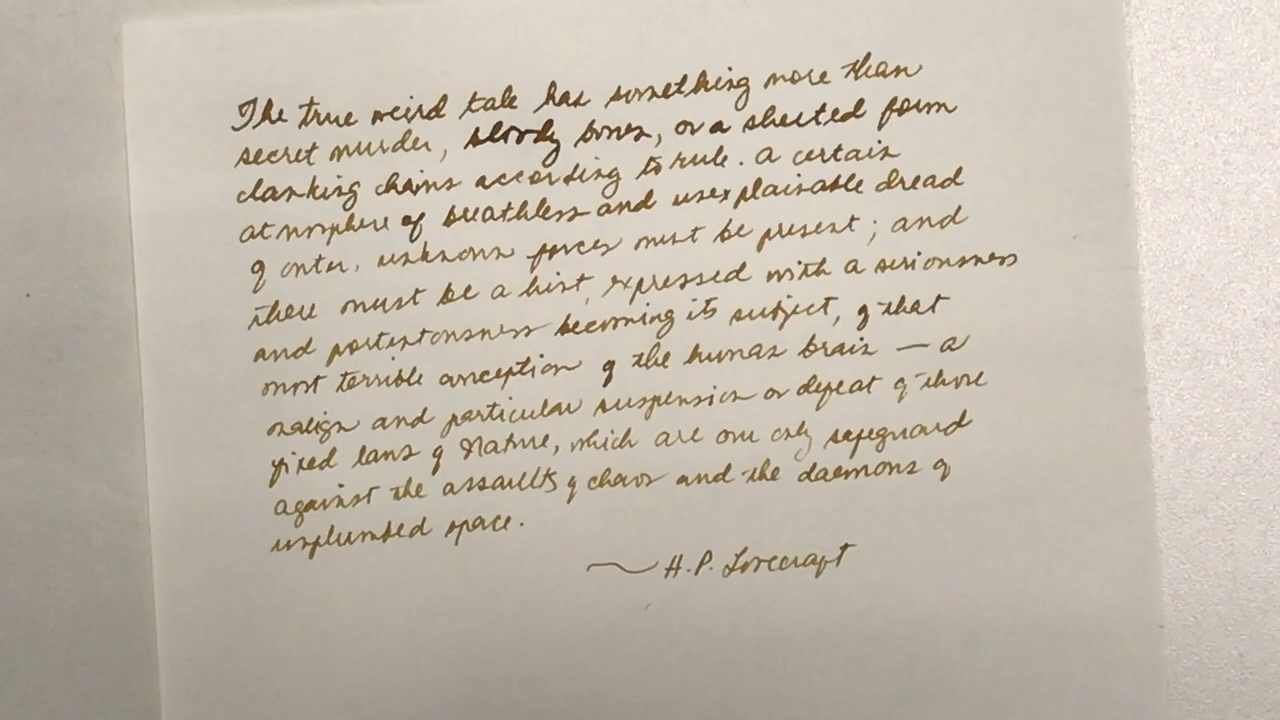 The true weird tale has something more than
secret murder, bloody bones, or a sheeted form
clanking chains according to rule. A certain
atmosphere of breathless and unexplainable dread
of outer, unknown forces must be present; and
there must be a hint, expressed with a seriousness
and portentousness becoming its subject, of that
most terrible conception of the human brain — a
malign and particular suspension or defeat of those
fixed laws of Nature, which are our only safeguard
against the assaults of chaos and the daemons of
unplumbed space.
~ H.P. Lovecraft